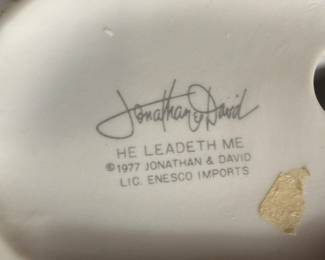 Jonathan & David
HE LEADETH ME
©1977 JONATHAN & DAVID
LIC. ENESCO IMPORTS